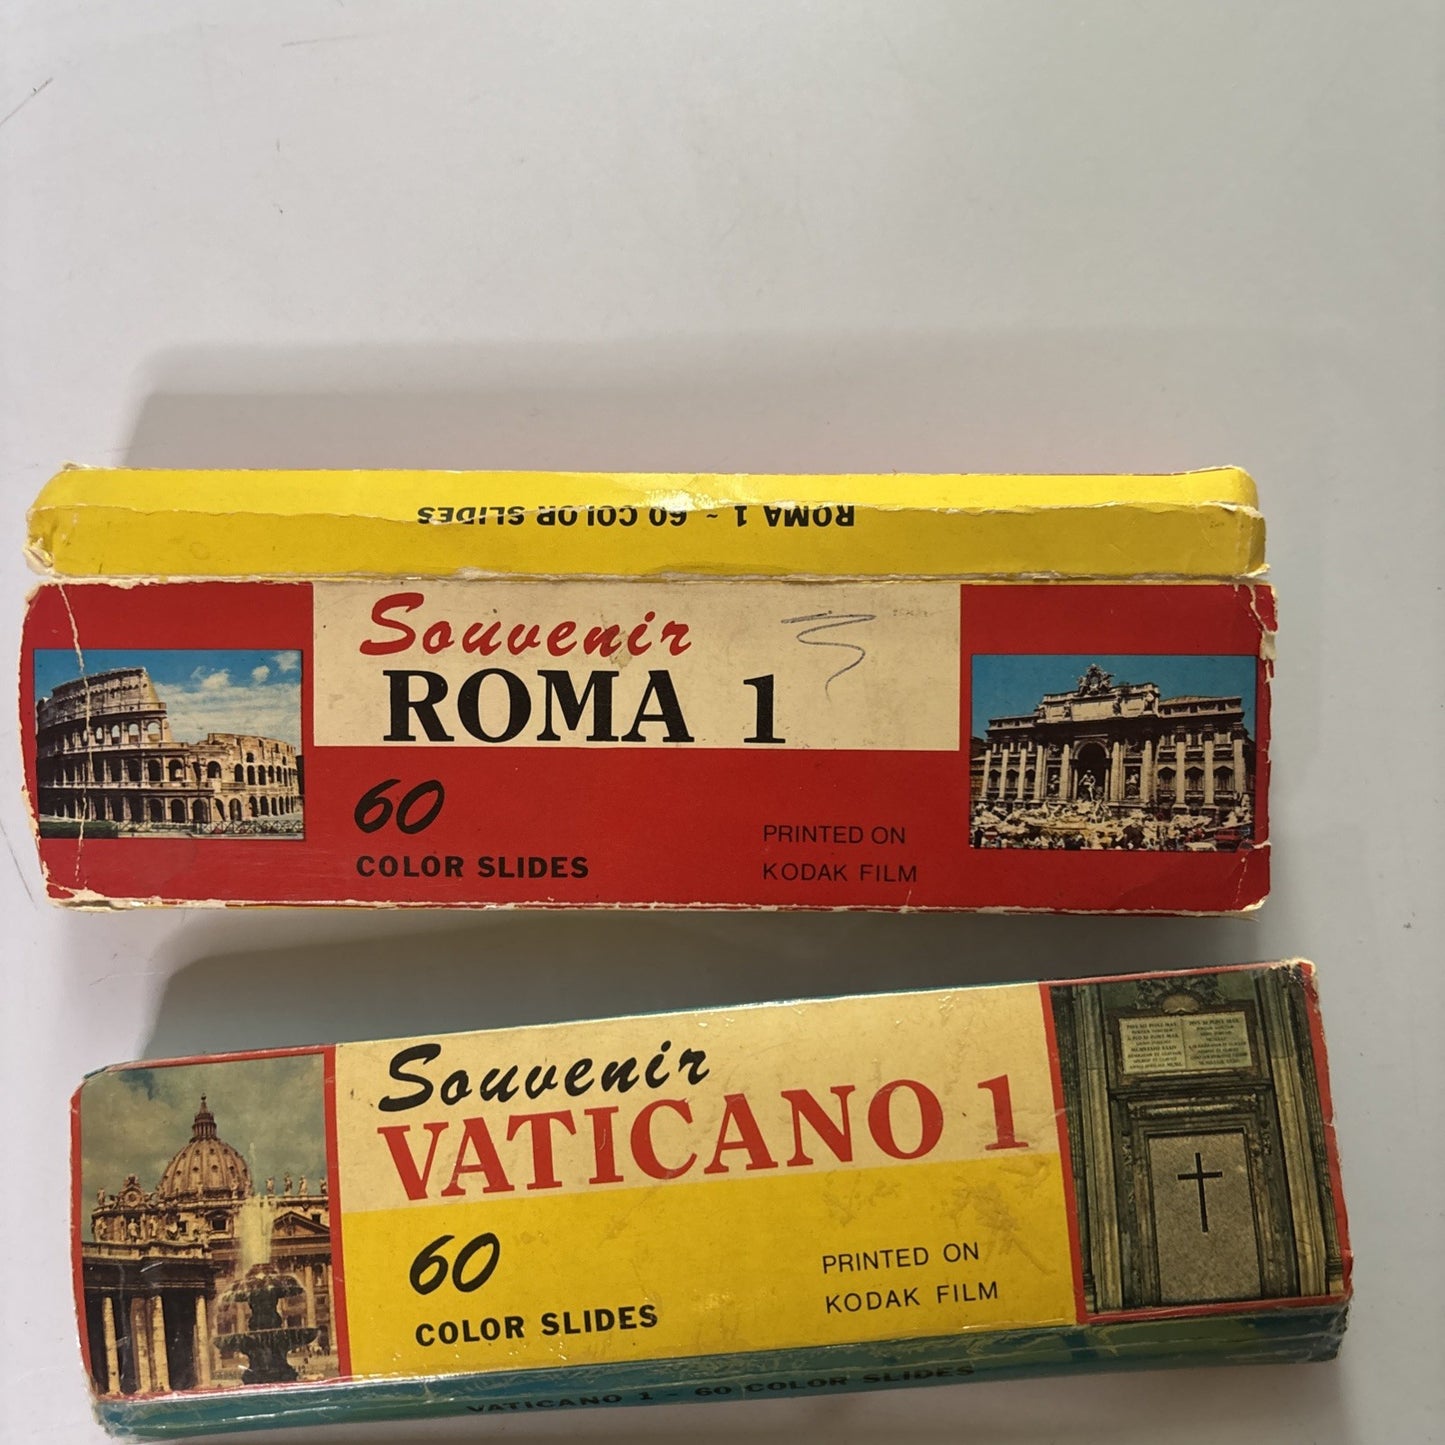 ROMA 1 ~ 60 COLOR SLIDES
Souvenir
ROMA 1
60
COLOR SLIDES
PRINTED ON
KODAK FILM
Souvenir
VATICANO 1
60
COLOR SLIDES
PRINTED ON
KODAK FILM
VATICANO 1 - 60 COLOR SLIDES